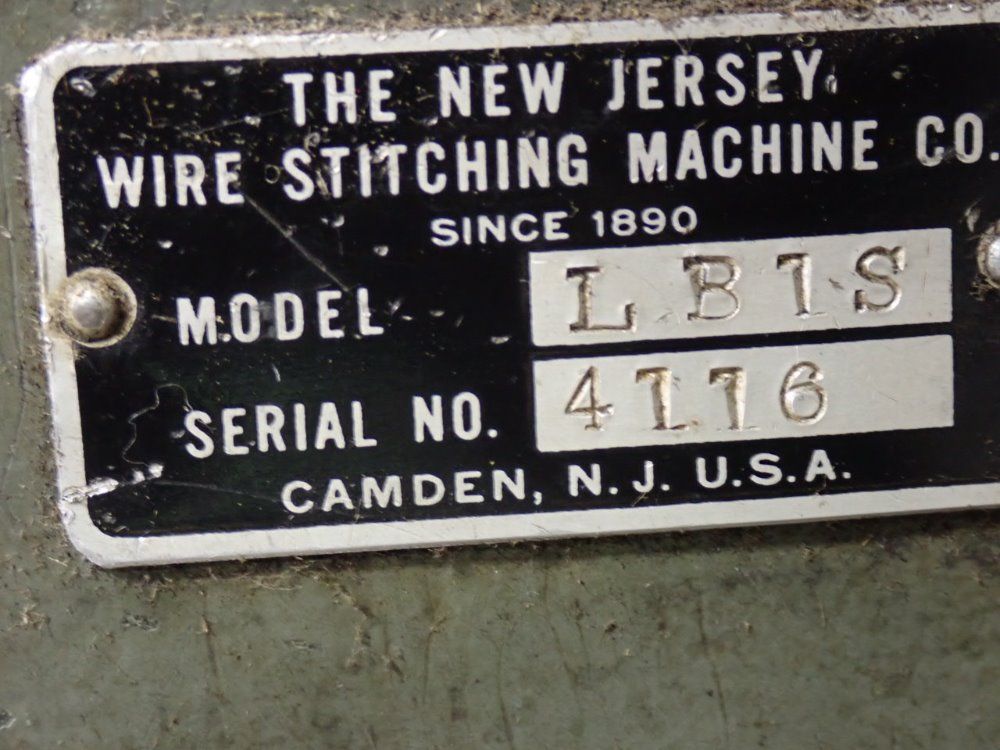 THE NEW JERSEY
WIRE STITCHING MACHINE CO.
SINCE 1890
MODEL LB1S
SERIAL NO. 4116
CAMDEN, N.J. U.S.A.